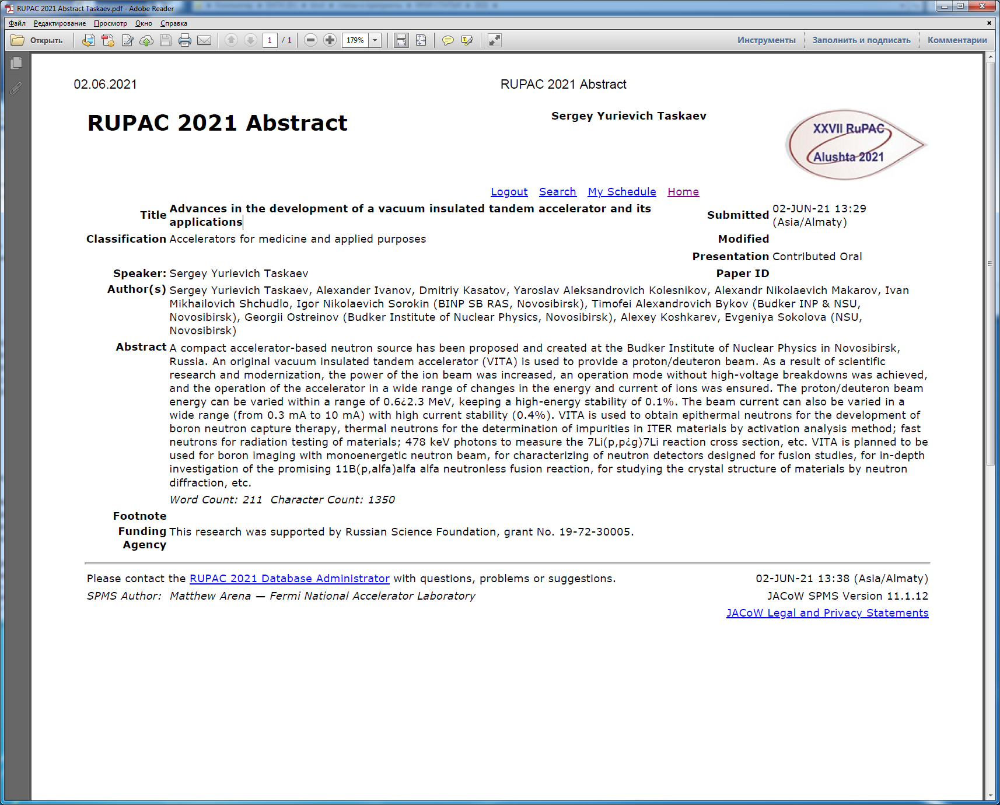 RUPAC 2021 Abstract Taskaev.pdf - Adobe Reader
Файл Редактирование Просмотр Окно Справка
Открыть 1 / 1 179% Инструменты Заполнить и подписать Комментарии
02.06.2021 RUPAC 2021 Abstract
RUPAC 2021 Abstract
Sergey Yurievich Taskaev
XXVII RuPAC
Alushta 2021
Logout Search My Schedule Home
Title Advances in the development of a vacuum insulated tandem accelerator and its
applications
Submitted 02-JUN-21 13:29
(Asia/Almaty)
Classification Accelerators for medicine and applied purposes
Modified
Presentation Contributed Oral
Speaker: Sergey Yurievich Taskaev
Paper ID
Author(s) Sergey Yurievich Taskaev, Alexander Ivanov, Dmitriy Kasatov, Yaroslav Aleksandrovich Kolesnikov, Alexandr Nikolaevich Makarov, Ivan
Mikhailovich Shchudlo, Igor Nikolaevich Sorokin (BINP SB RAS, Novosibirsk), Timofei Alexandrovich Bykov (Budker INP & NSU,
Novosibirsk), Georgii Ostreinov (Budker Institute of Nuclear Physics, Novosibirsk), Alexey Koshkarev, Evgeniya Sokolova (NSU,
Novosibirsk)
Abstract A compact accelerator-based neutron source has been proposed and created at the Budker Institute of Nuclear Physics in Novosibirsk,
Russia. An original vacuum insulated tandem accelerator (VITA) is used to provide a proton/deuteron beam. As a result of scientific
research and modernization, the power of the ion beam was increased, an operation mode without high-voltage breakdowns was achieved,
and the operation of the accelerator in a wide range of changes in the energy and current of ions was ensured. The proton/deuteron beam
energy can be varied within a range of 0.6¿2.3 MeV, keeping a high-energy stability of 0.1%. The beam current can also be varied in a
wide range (from 0.3 mA to 10 mA) with high current stability (0.4%). VITA is used to obtain epithermal neutrons for the development of
boron neutron capture therapy, thermal neutrons for the determination of impurities in ITER materials by activation analysis method; fast
neutrons for radiation testing of materials; 478 keV photons to measure the 7Li(p,p¿g)7Li reaction cross section, etc. VITA is planned to be
used for boron imaging with monoenergetic neutron beam, for characterizing of neutron detectors designed for fusion studies, for in-depth
investigation of the promising 11B(p,alfa)alfa alfa neutronless fusion reaction, for studying the crystal structure of materials by neutron
diffraction, etc.
Word Count: 211 Character Count: 1350
Footnote
Funding This research was supported by Russian Science Foundation, grant No. 19-72-30005.
Agency
Please contact the RUPAC 2021 Database Administrator with questions, problems or suggestions. 02-JUN-21 13:38 (Asia/Almaty)
SPMS Author: Matthew Arena — Fermi National Accelerator Laboratory JACoW SPMS Version 11.1.12
JACoW Legal and Privacy Statements